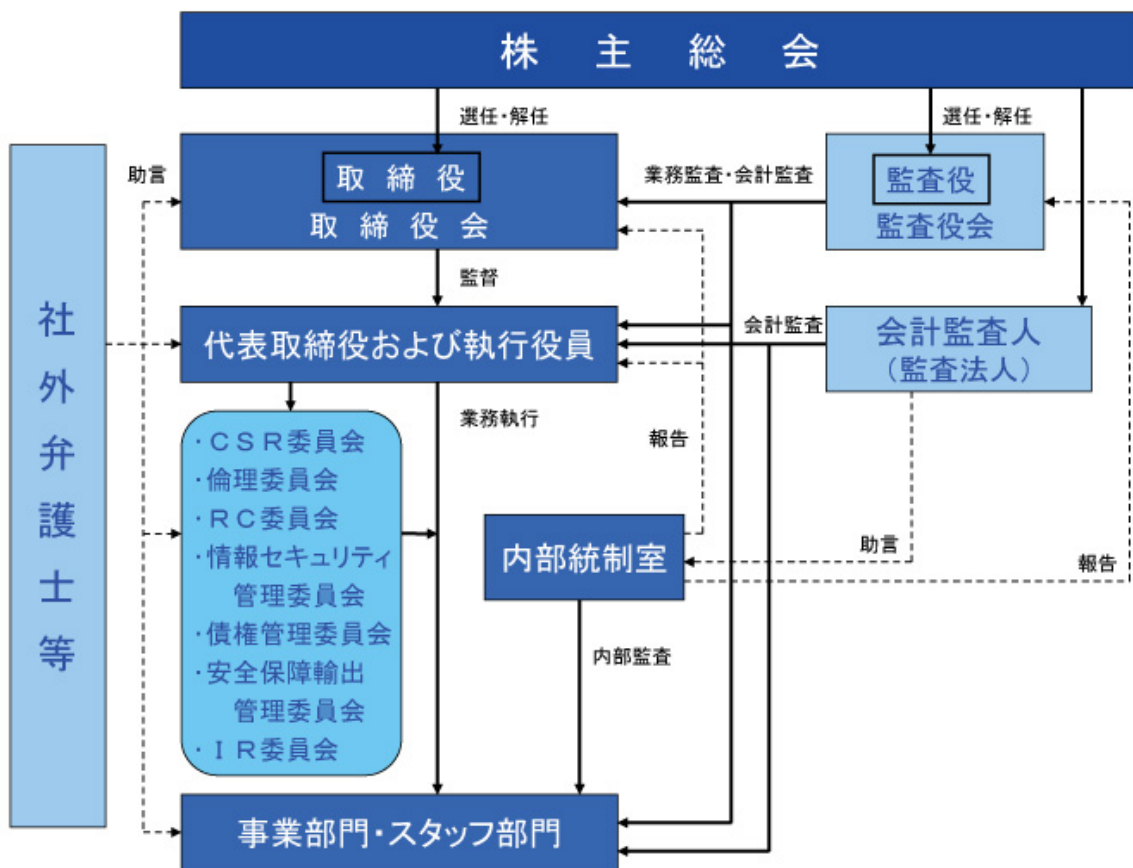 株主総会
選任・解任
選任・解任
助言
取締役
取締役会
業務監査・会計監査
監査役
監査役会
監督
社外弁護士等
代表取締役および執行役員
会計監査
会計監査人
（監査法人）
業務執行
報告
・ＣＳＲ委員会
・倫理委員会
・ＲＣ委員会
・情報セキュリティ
管理委員会
・債権管理委員会
・安全保障輸出
管理委員会
・ＩＲ委員会
内部統制室
助言
報告
内部監査
事業部門・スタッフ部門